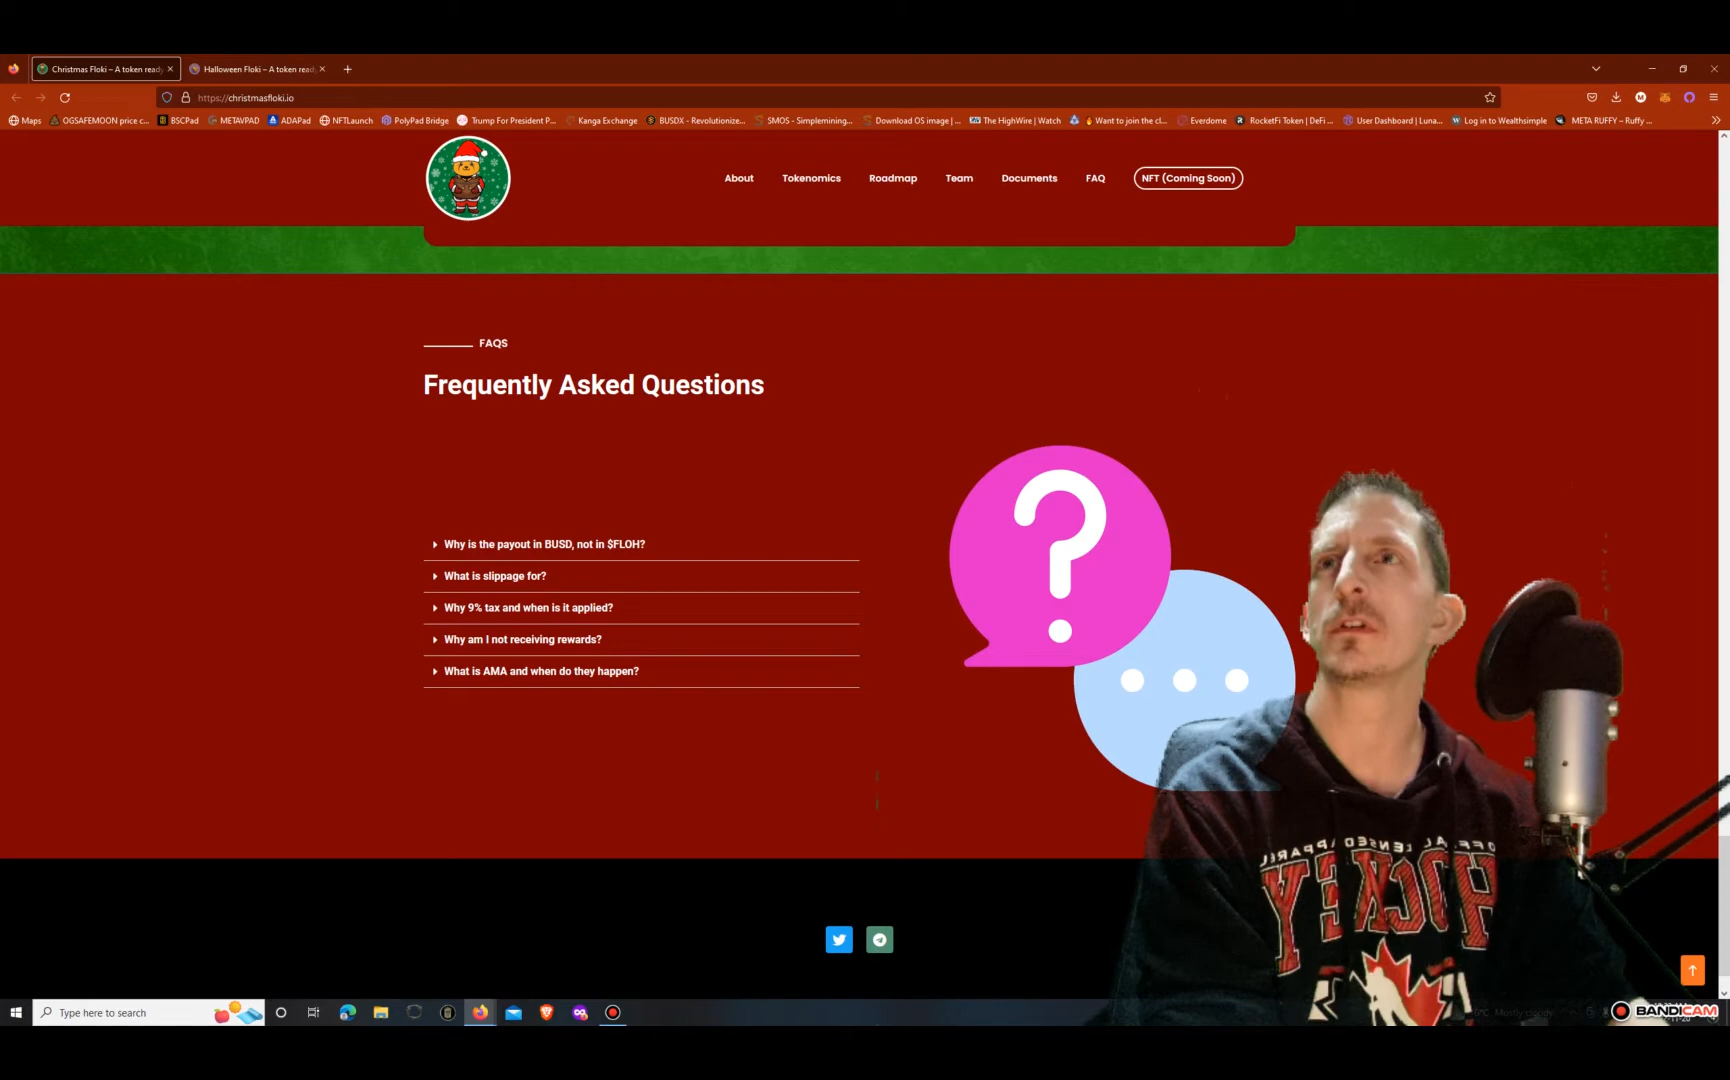 Christmas Floki – A token ready
Halloween Floki – A token read
https://christmasfloki.io
Maps
OGSAFEMOON price c...
BSCPad
METAVPAD
ADAPad
NFTLaunch
PolyPad Bridge
Trump For President P...
Kanga Exchange
BUSDX - Revolutionize...
SMOS - Simplemining...
Download OS image | ...
The HighWire | Watch
Want to join the cl...
Everdome
RocketFi Token | DeFi ...
User Dashboard | Luna...
Log in to Wealthsimple
META RUFFY – Ruffy ...
About
Tokenomics
Roadmap
Team
Documents
FAQ
NFT (Coming Soon)
FAQS
Frequently Asked Questions
Why is the payout in BUSD, not in $FLOH?
What is slippage for?
Why 9% tax and when is it applied?
Why am I not receiving rewards?
What is AMA and when do they happen?
HOCKEY
Type here to search
Mostly cloudy
BANDICAM